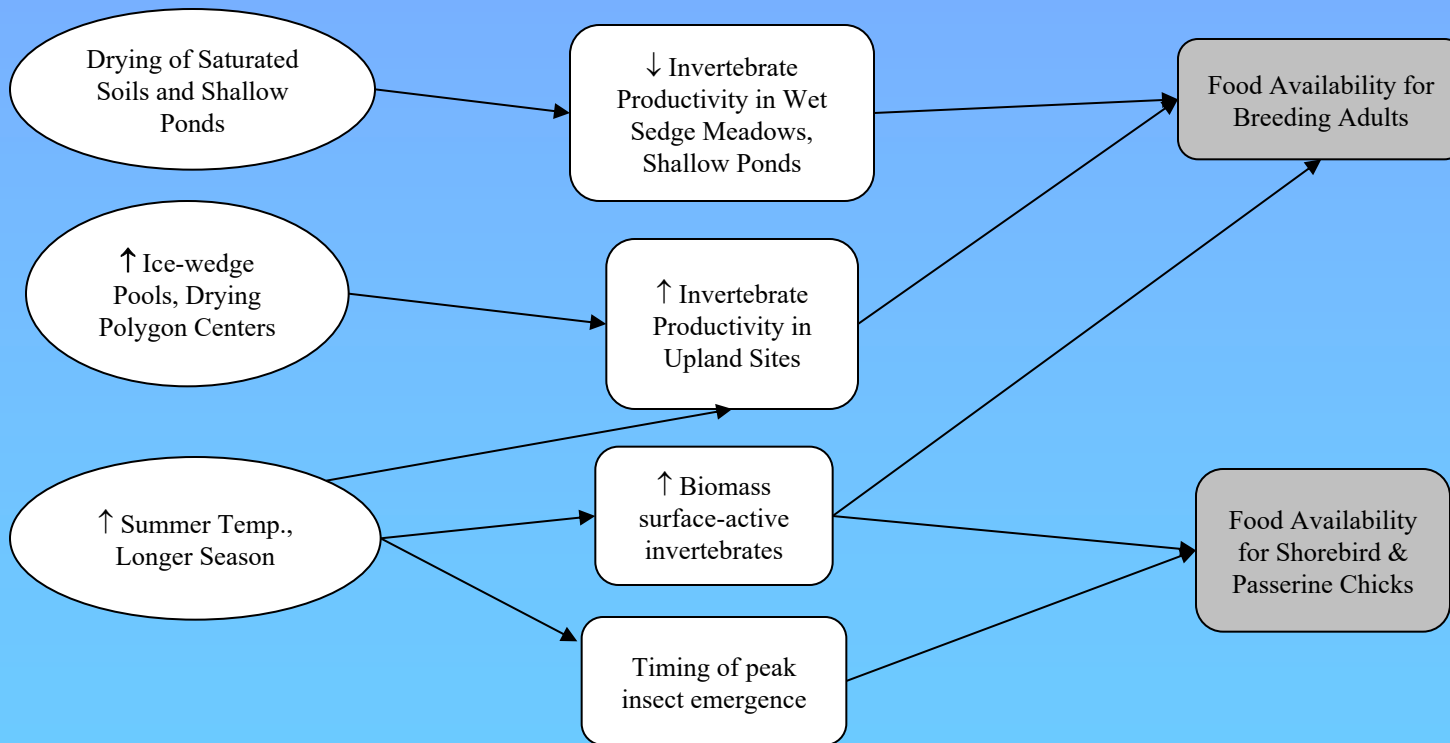 Drying of Saturated
Soils and Shallow
Ponds
↓ Invertebrate
Productivity in Wet
Sedge Meadows,
Shallow Ponds
Food Availability for
Breeding Adults
↑ Ice-wedge
Pools, Drying
Polygon Centers
↑ Invertebrate
Productivity in
Upland Sites
↑ Summer Temp.,
Longer Season
↑ Biomass
surface-active
invertebrates
Food Availability
for Shorebird &
Passerine Chicks
Timing of peak
insect emergence